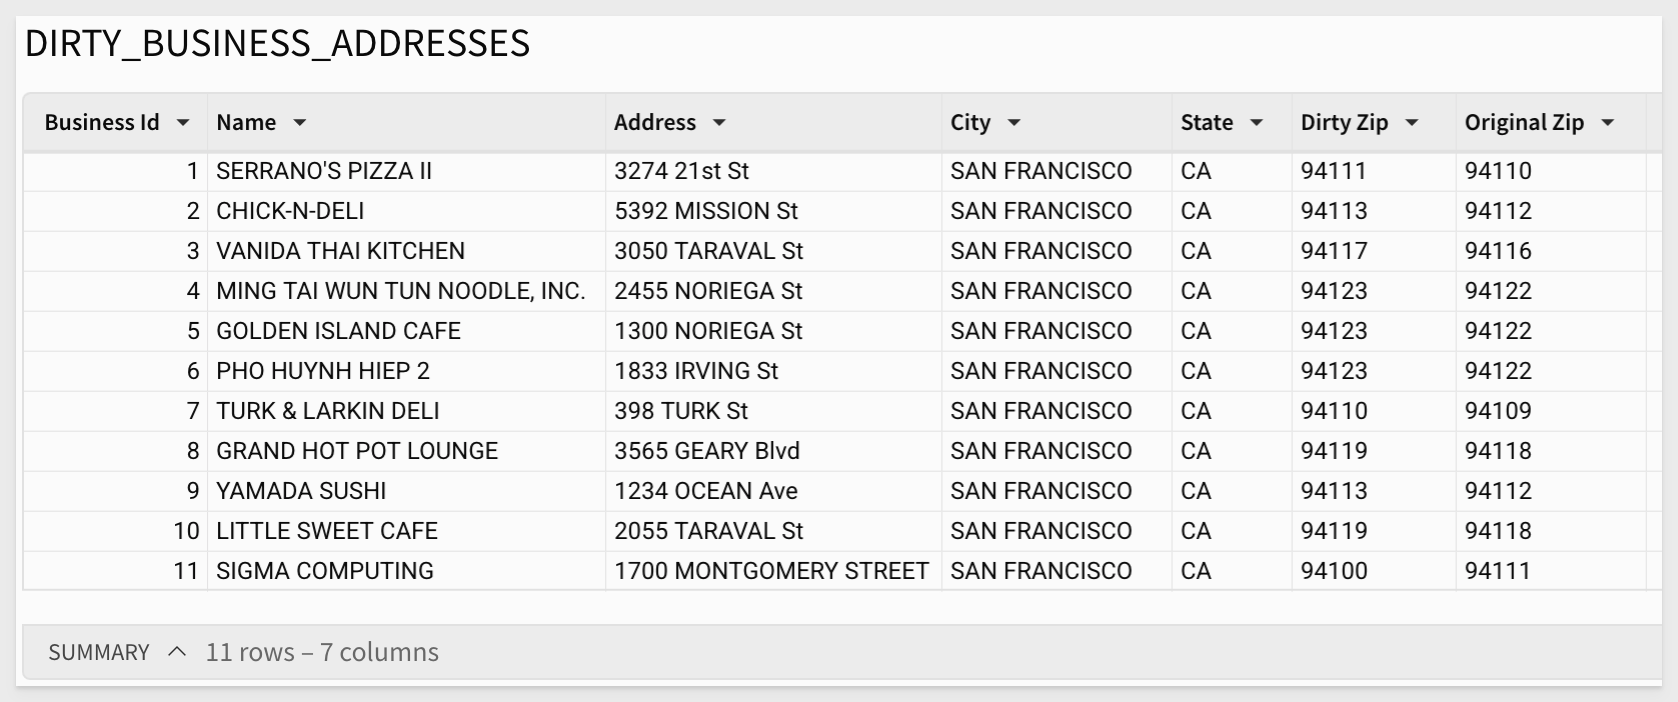 DIRTY_BUSINESS_ADDRESSES
Business Id Name Address City State Dirty Zip Original Zip
1 SERRANO'S PIZZA II 3274 21st St SAN FRANCISCO CA 94111 94110
2 CHICK-N-DELI 5392 MISSION St SAN FRANCISCO CA 94113 94112
3 VANIDA THAI KITCHEN 3050 TARAVAL St SAN FRANCISCO CA 94117 94116
4 MING TAI WUN TUN NOODLE, INC. 2455 NORIEGA St SAN FRANCISCO CA 94123 94122
5 GOLDEN ISLAND CAFE 1300 NORIEGA St SAN FRANCISCO CA 94123 94122
6 PHO HUYNH HIEP 2 1833 IRVING St SAN FRANCISCO CA 94123 94122
7 TURK & LARKIN DELI 398 TURK St SAN FRANCISCO CA 94110 94109
8 GRAND HOT POT LOUNGE 3565 GEARY Blvd SAN FRANCISCO CA 94119 94118
9 YAMADA SUSHI 1234 OCEAN Ave SAN FRANCISCO CA 94113 94112
10 LITTLE SWEET CAFE 2055 TARAVAL St SAN FRANCISCO CA 94119 94118
11 SIGMA COMPUTING 1700 MONTGOMERY STREET SAN FRANCISCO CA 94100 94111
SUMMARY 11 rows – 7 columns